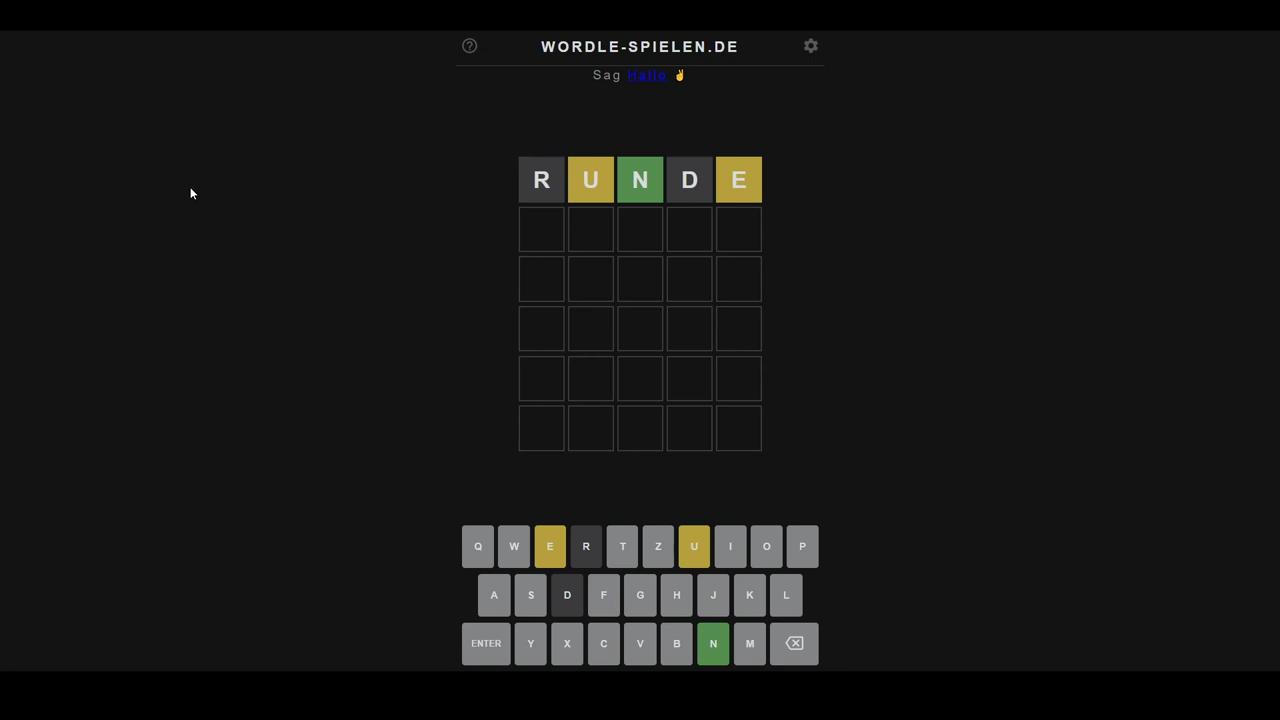 WORDLE-SPIELEN.DE
Sag Hallo ✌
R U N D E
Q W E R T Z U I O P
A S D F G H J K L
ENTER Y X C V B N M